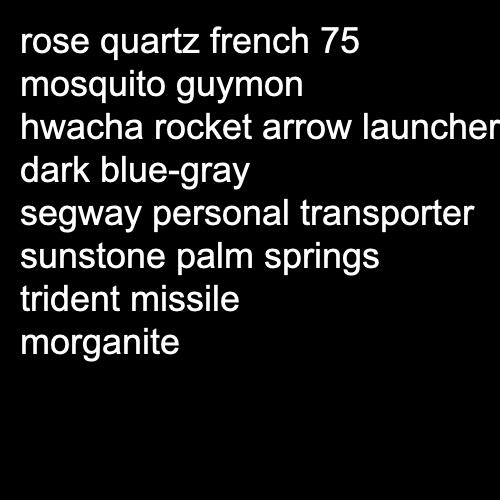 rose quartz french 75
mosquito guymon
hwacha rocket arrow launcher
dark blue-gray
segway personal transporter
sunstone palm springs
trident missile
morganite